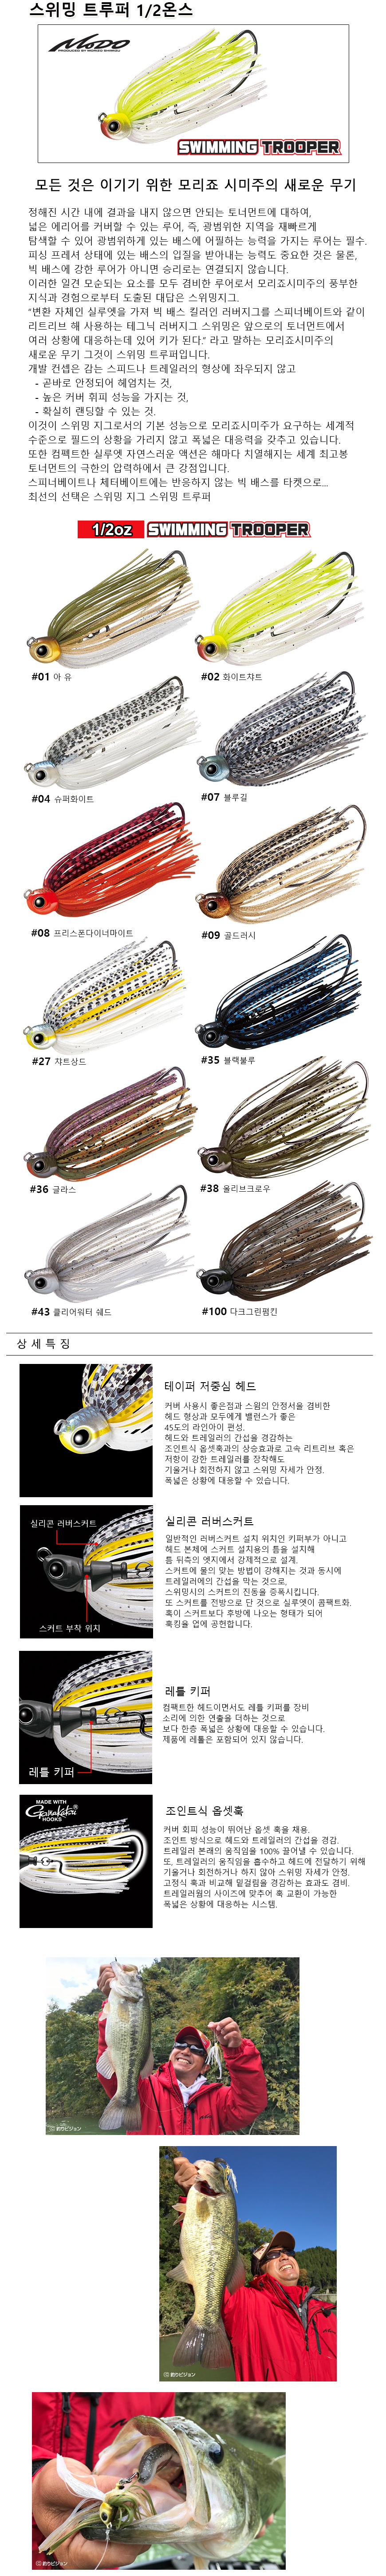 스위밍 트루퍼 1/2온스
MoDO
PRODUCED BY MORIZO SHIMIZU
SWIMMING TROOPER
모든 것은 이기기 위한 모리죠 시미주의 새로운 무기
정해진 시간 내에 결과을 내지 않으면 안되는 토너먼트에 대하여,
넓은 에리어를 커버할 수 있는 루어, 즉, 광범위한 지역을 재빠르게
탐색할 수 있어 광범위하게 있는 배스에 어필하는 능력을 가지는 루어는 필수.
피싱 프레셔 상태에 있는 배스의 입질을 받아내는 능력도 중요한 것은 물론,
빅 배스에 강한 루어가 아니면 승리로는 연결되지 않습니다.
이러한 일견 모순되는 요소를 모두 겸비한 루어로서 모리죠시미주의 풍부한
지식과 경험으로부터 도출된 대답은 스위밍지그.
“변환 자체인 실루엣을 가져 빅 배스 킬러인 러버지그를 스피너베이트와 같이
리트리브 해 사용하는 테그닉 러버지그 스위밍은 앞으로의 토너먼트에서
여러 상황에 대응하는데 있어 키가 된다.” 라고 말하는 모리죠시미주의
새로운 무기 그것이 스위밍 트루퍼입니다.
개발 컨셉은 감는 스피드나 트레일러의 형상에 좌우되지 않고
- 곧바로 안정되어 헤엄치는 것,
- 높은 커버 휘피 성능을 가지는 것,
- 확실히 랜딩할 수 있는 것.
이것이 스위밍 지그로서의 기본 성능으로 모리죠시미주가 요구하는 세계적
수준으로 필드의 상황을 가리지 않고 폭넓은 대응력을 갖추고 있습니다.
또한 컴펙트한 실루엣 자연스러운 액션은 해마다 치열해지는 세계 최고봉
토너먼트의 극한의 압력하에서 큰 강점입니다.
스피너베이트나 채터베이트에는 반응하지 않는 빅 배스를 타켓으로...
최선의 선택은 스위밍 지그 스위밍 트루퍼
1/2oz SWIMMING TROOPER
#01 아 유
#02 화이트챠트
#04 슈퍼화이트
#07 블루길
#08 프리스폰다이너마이트
#09 골드러시
#27 챠트상드
#35 블랙블루
#36 글라스
#38 올리브크로우
#43 클리어워터 쉐드
#100 다크그린펌킨
상 세 특 징
테이퍼 저중심 헤드
커버 사용시 좋은점과 스윔의 안정서을 겸비한
헤드 형상과 모두에게 밸런스가 좋은
45도의 라인아이 편성.
헤드와 트레일러의 간섭을 경감하는
조인트식 옵셋훅과의 상승효과로 고속 리트리브 혹은
저항이 강한 트레일러를 장착해도
기울거나 회전하지 않고 스위밍 자세가 안정.
폭넓은 상황에 대응할 수 있습니다.
실리콘 러버스커트
스커트 부착 위치
실리콘 러버스커트
일반적인 러버스커트 설치 위치인 키퍼부가 아니고
헤드 본체에 스커트 설치용의 틈을 설치해
틈 뒤측의 엣지에서 강제적으로 설계.
스커트에 물의 맞는 방법이 강해지는 것과 동시에
트레일러에의 간섭을 막는 것으로,
스위밍시의 스커트의 진동을 증폭시킵니다.
또 스커트를 전방으로 단 것으로 실루엣이 콤팩트화.
훅이 스커트보다 후방에 나오는 형태가 되어
훅킹율 업에 공헌합니다.
레틀 키퍼
레틀 키퍼
컴팩트한 헤드이면서도 레틀 키퍼를 장비
소리에 의한 연출을 더하는 것으로
보다 한층 폭넓은 상황에 대응할 수 있습니다.
제품에 레틀은 포함되어 있지 않습니다.
MADE WITH
Gamakatsu®
HOOKS
조인트식 옵셋훅
커버 회피 성능이 뛰어난 옵셋 훅을 채용.
조인트 방식으로 헤드와 트레일러의 간섭을 경감.
트레일러 본래의 움직임을 100% 끌어낼 수 있습니다.
또, 트레일러의 움직임을 흡수하고 헤드에 전달하기 위해
기울거나 회전하거나 하지 않아 스위밍 자세가 안정.
고정식 훅과 비교해 밑걸림을 경감하는 효과도 겸비.
트레일러웜의 사이즈에 맞추어 훅 교환이 가능한
폭넓은 상황에 대응하는 시스템.
ⓒ 釣りビジョン
ⓒ 釣りビジョン
ⓒ 釣りビジョン